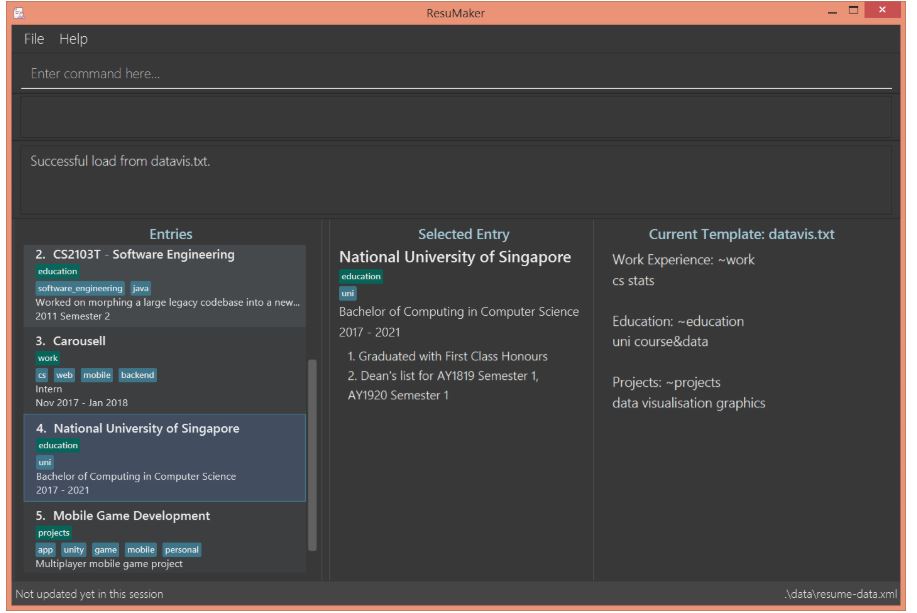 ResuMaker
File Help
Enter command here...
Successful load from datavis.txt.
Entries
2. CS2103T - Software Engineering
education
software_engineering java
Worked on morphing a large legacy codebase into a new...
2011 Semester 2
3. Carousell
work
cs web mobile backend
Intern
Nov 2017 - Jan 2018
4. National University of Singapore
education
uni
Bachelor of Computing in Computer Science
2017 - 2021
5. Mobile Game Development
projects
app unity game mobile personal
Multiplayer mobile game project
Selected Entry
National University of Singapore
education
uni
Bachelor of Computing in Computer Science
2017 - 2021
1. Graduated with First Class Honours
2. Dean's list for AY1819 Semester 1,
AY1920 Semester 1
Current Template: datavis.txt
Work Experience: ~work
cs stats
Education: ~education
uni course&data
Projects: ~projects
data visualisation graphics
Not updated yet in this session
.\data\resume-data.xml